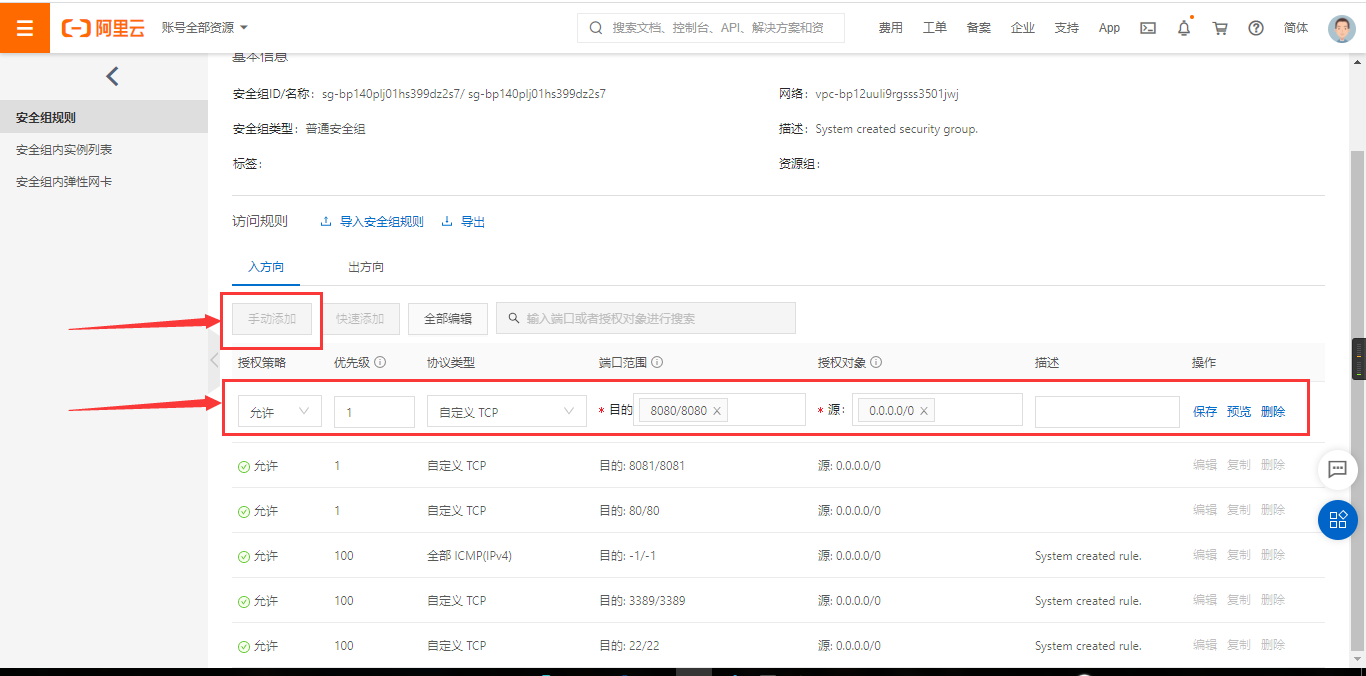 阿里云 账号全部资源 搜索文档、控制台、API、解决方案和资 费用 工单 备案 企业 支持 App 简体
基本信息
安全组ID/名称： sg-bp140plj01hs399dz2s7/ sg-bp140plj01hs399dz2s7 网络： vpc-bp12uuli9rgsss3501jwj
安全组规则
安全组类型： 普通安全组 描述： System created security group.
安全组内实例列表
标签： 资源组：
安全组内弹性网卡
访问规则 导入安全组规则 导出
入方向 出方向
手动添加 快速添加 全部编辑 输入端口或者授权对象进行搜索
授权策略 优先级 协议类型 端口范围 授权对象 描述 操作
允许 1 自定义 TCP * 目的 8080/8080 × * 源： 0.0.0.0/0 × 保存 预览 删除
允许 1 自定义 TCP 目的: 8081/8081 源: 0.0.0.0/0 编辑 复制 删除
允许 1 自定义 TCP 目的: 80/80 源: 0.0.0.0/0 编辑 复制 删除
允许 100 全部 ICMP(IPv4) 目的: -1/-1 源: 0.0.0.0/0 System created rule. 编辑 复制 删除
允许 100 自定义 TCP 目的: 3389/3389 源: 0.0.0.0/0 System created rule. 编辑 复制 删除
允许 100 自定义 TCP 目的: 22/22 源: 0.0.0.0/0 System created rule. 编辑 复制 删除